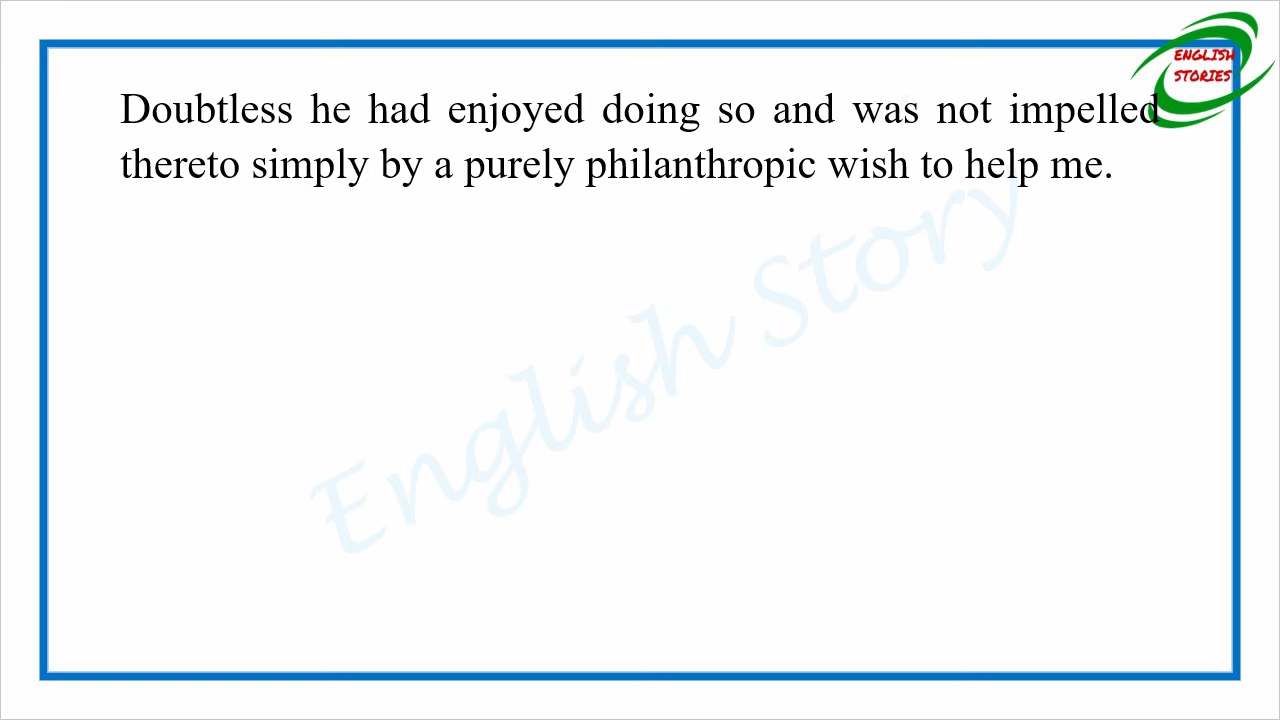 ENGLISH
STORIES
Doubtless he had enjoyed doing so and was not impelled
thereto simply by a purely philanthropic wish to help me.
English Story